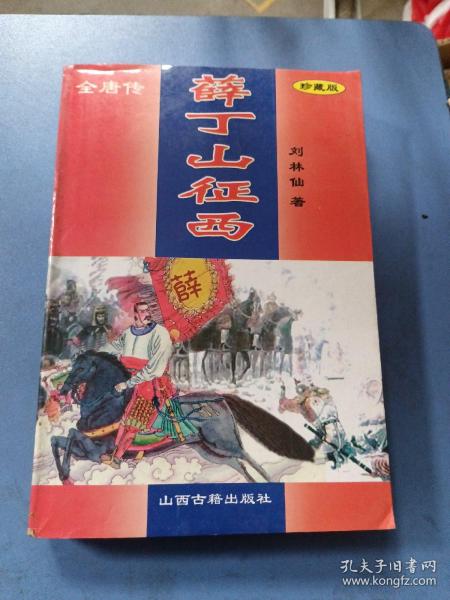 全唐传
薛丁山征西
珍藏版
刘林仙 著
薛
山西古籍出版社
孔夫子旧书网
www.kongfz.com